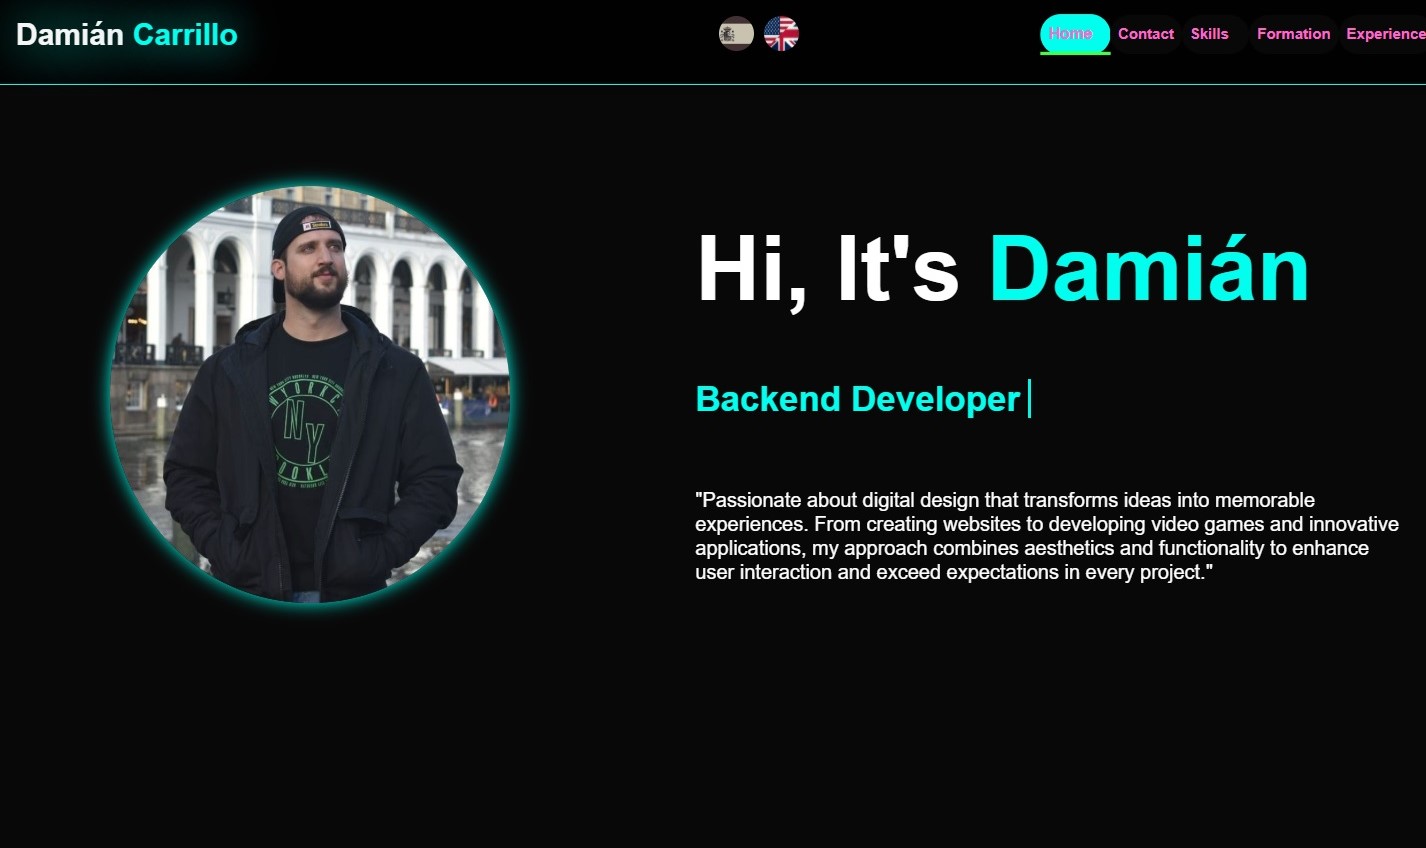 Damián Carrillo
Home Contact Skills Formation Experience
Hi, It's Damián
Backend Developer
"Passionate about digital design that transforms ideas into memorable
experiences. From creating websites to developing video games and innovative
applications, my approach combines aesthetics and functionality to enhance
user interaction and exceed expectations in every project."
NY